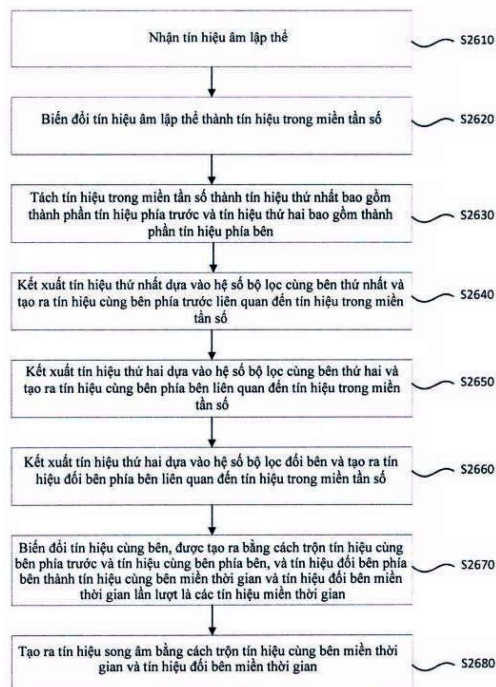 Nhận tín hiệu âm lập thể
S2610
Biến đổi tín hiệu âm lập thể thành tín hiệu trong miền tần số
S2620
Tách tín hiệu trong miền tần số thành tín hiệu thứ nhất bao gồm
thành phần tín hiệu phía trước và tín hiệu thứ hai bao gồm thành
phần tín hiệu phía bên
S2630
Kết xuất tín hiệu thứ nhất dựa vào hệ số bộ lọc cùng bên thứ nhất và
tạo ra tín hiệu cùng bên phía trước liên quan đến tín hiệu trong miền
tần số
S2640
Kết xuất tín hiệu thứ hai dựa vào hệ số bộ lọc cùng bên thứ hai và
tạo ra tín hiệu cùng bên phía bên liên quan đến tín hiệu trong miền
tần số
S2650
Kết xuất tín hiệu thứ hai dựa vào hệ số bộ lọc đối bên và tạo ra tín
hiệu đối bên phía bên liên quan đến tín hiệu trong miền tần số
S2660
Biến đổi tín hiệu cùng bên, được tạo ra bằng cách trộn tín hiệu cùng
bên phía trước và tín hiệu cùng bên phía bên, và tín hiệu đối bên phía
bên thành tín hiệu cùng bên miền thời gian và tín hiệu đối bên miền
thời gian lần lượt là các tín hiệu miền thời gian
S2670
Tạo ra tín hiệu song âm bằng cách trộn tín hiệu cùng bên miền thời
gian và tín hiệu đối bên miền thời gian
S2680